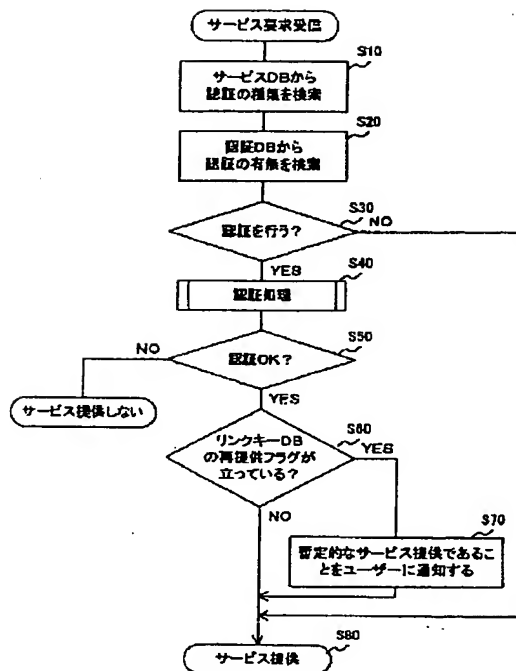 サービス要求受信
S10
サービスDBから
認証の種類を検索
S20
認証DBから
認証の有無を検索
S30
認証を行う?
NO
YES
S40
認証処理
S50
NO
認証OK?
サービス提供しない
YES
S60
リンクキーDB
の再提供フラグが
立っている?
YES
NO
S70
暫定的なサービス提供であるこ
とをユーザーに通知する
S80
サービス提供